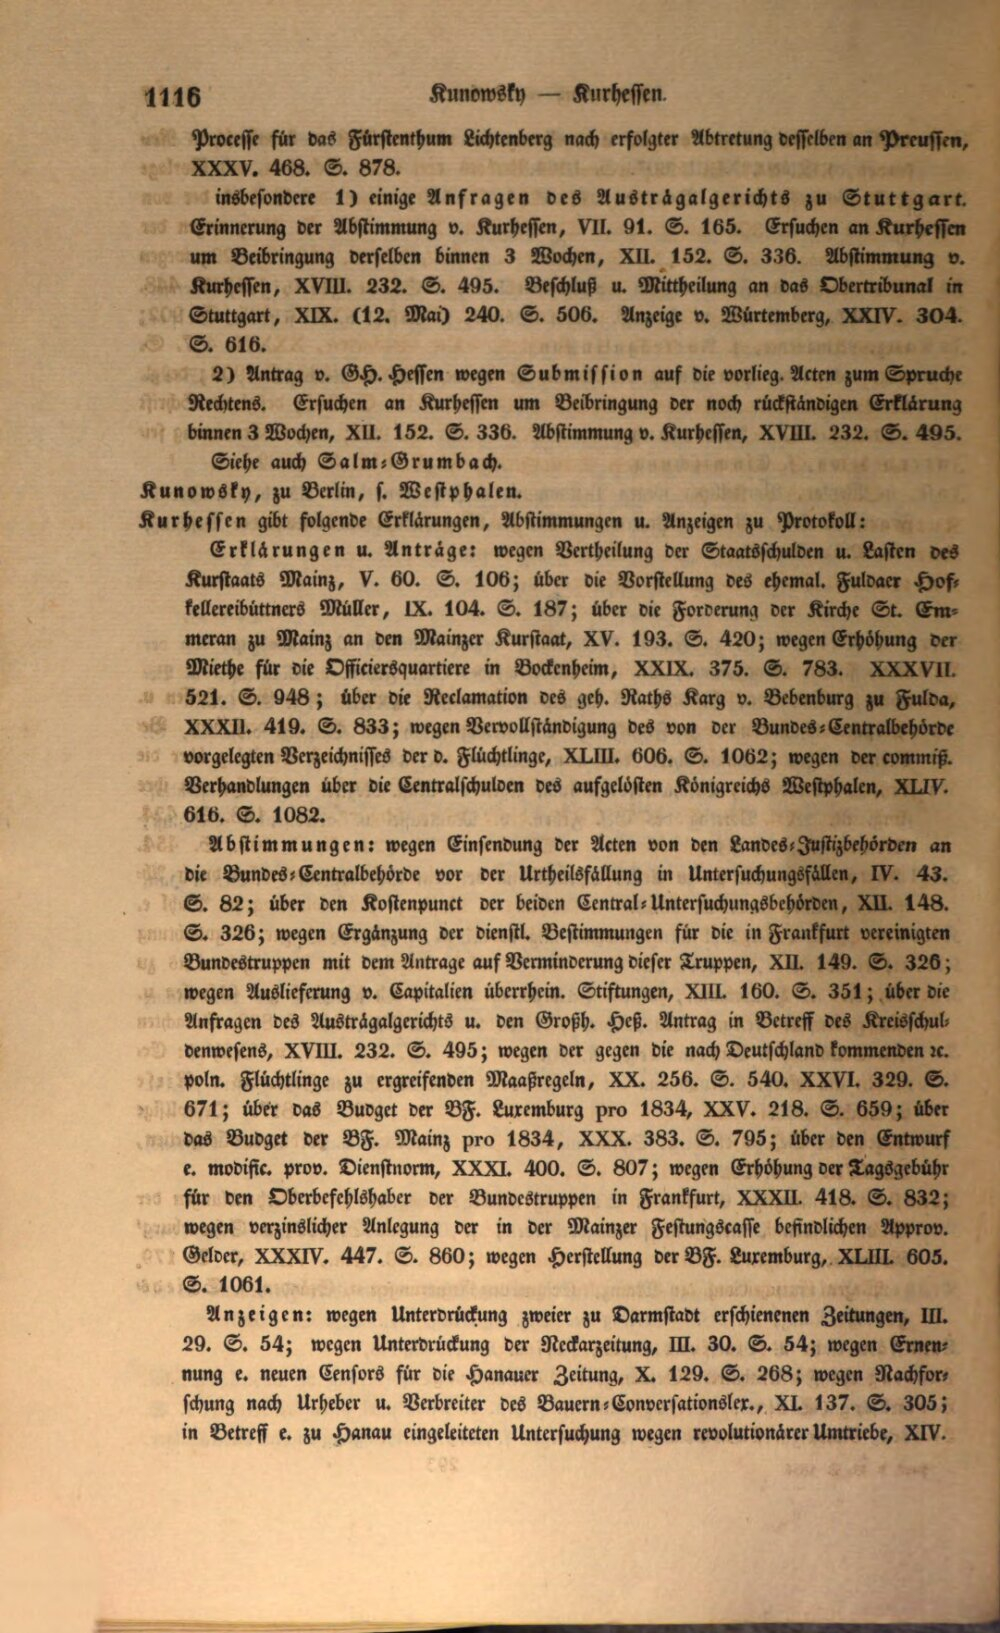 1116 Kunowsky — Kurhessen.
Processe für das Fürstenthum Lichtenberg nach erfolgter Abtretung desselben an Preussen,
XXXV. 468. S. 878.
insbesondere 1) einige Anfragen des Austrägalgerichts zu Stuttgart.
Erinnerung der Abstimmung v. Kurhessen, VII. 91. S. 165. Ersuchen an Kurhessen
um Beibringung derselben binnen 3 Wochen, XII. 152. S. 336. Abstimmung v.
Kurhessen, XVIII. 232. S. 495. Beschluß u. Mittheilung an das Obertribunal in
Stuttgart, XIX. (12. Mai) 240. S. 506. Anzeige v. Würtemberg, XXIV. 304.
S. 616.
2) Antrag v. GH. Hessen wegen Submission auf die vorlieg. Acten zum Spruche
Rechtens. Ersuchen an Kurhessen um Beibringung der noch rückständigen Erklärung
binnen 3 Wochen, XII. 152. S. 336. Abstimmung v. Kurhessen, XVIII. 232. S. 495.
Siehe auch Salm-Grumbach.
Kunowsky, zu Berlin, s. Westphalen.
Kurhessen gibt folgende Erklärungen, Abstimmungen u. Anzeigen zu Protokoll:
Erklärungen u. Anträge: wegen Vertheilung der Staatsschulden u. Lasten des
Kurstaats Mainz, V. 60. S. 106; über die Vorstellung des ehemal. Fuldaer Hof-
kellereibüttners Müller, IX. 104. S. 187; über die Forderung der Kirche St. Em-
meran zu Mainz an den Mainzer Kurstaat, XV. 193. S. 420; wegen Erhöhung der
Miethe für die Officiersquartiere in Bockenheim, XXIX. 375. S. 783. XXXVII.
521. S. 948; über die Reclamation des geh. Raths Karg v. Bebenburg zu Fulda,
XXXII. 419. S. 833; wegen Vervollständigung des von der Bundes-Centralbehörde
vorgelegten Verzeichnisses der d. Flüchtlinge, XLIII. 606. S. 1062; wegen der commiß.
Verhandlungen über die Centralschulden des aufgelösten Königreichs Westphalen, XLIV.
616. S. 1082.
Abstimmungen: wegen Einsendung der Acten von den Landes-Justizbehörden an
die Bundes-Centralbehörde vor der Urtheilsfällung in Untersuchungsfällen, IV. 43.
S. 82; über den Kostenpunct der beiden Central-Untersuchungsbehörden, XII. 148.
S. 326; wegen Ergänzung der dienstl. Bestimmungen für die in Frankfurt vereinigten
Bundestruppen mit dem Antrage auf Verminderung dieser Truppen, XII. 149. S. 326;
wegen Auslieferung v. Capitalien überrhein. Stiftungen, XIII. 160. S. 351; über die
Anfragen des Austrägalgerichts u. den Großh. Heß. Antrag in Betreff des Kreisschul-
denwesens, XVIII. 232. S. 495; wegen der gegen die nach Deutschland kommenden ꝛc.
poln. Flüchtlinge zu ergreifenden Maaßregeln, XX. 256. S. 540. XXVI. 329. S.
671; über das Budget der BF. Luxemburg pro 1834, XXV. 218. S. 659; über
das Budget der BF. Mainz pro 1834, XXX. 383. S. 795; über den Entwurf
e. modific. prov. Dienstnorm, XXXI. 400. S. 807; wegen Erhöhung der Tagsgebühr
für den Oberbefehlshaber der Bundestruppen in Frankfurt, XXXII. 418. S. 832;
wegen verzinslicher Anlegung der in der Mainzer Festungscasse befindlichen Approv.
Gelder, XXXIV. 447. S. 860; wegen Herstellung der BF. Luxemburg, XLIII. 605.
S. 1061.
Anzeigen: wegen Unterdrückung zweier zu Darmstadt erschienenen Zeitungen, III.
29. S. 54; wegen Unterdrückung der Neckarzeitung, III. 30. S. 54; wegen Ernen-
nung e. neuen Censors für die Hanauer Zeitung, X. 129. S. 268; wegen Nachfor-
schung nach Urheber u. Verbreiter des Bauern-Conversationslex., XI. 137. S. 305;
in Betreff e. zu Hanau eingeleiteten Untersuchung wegen revolutionärer Umtriebe, XIV.